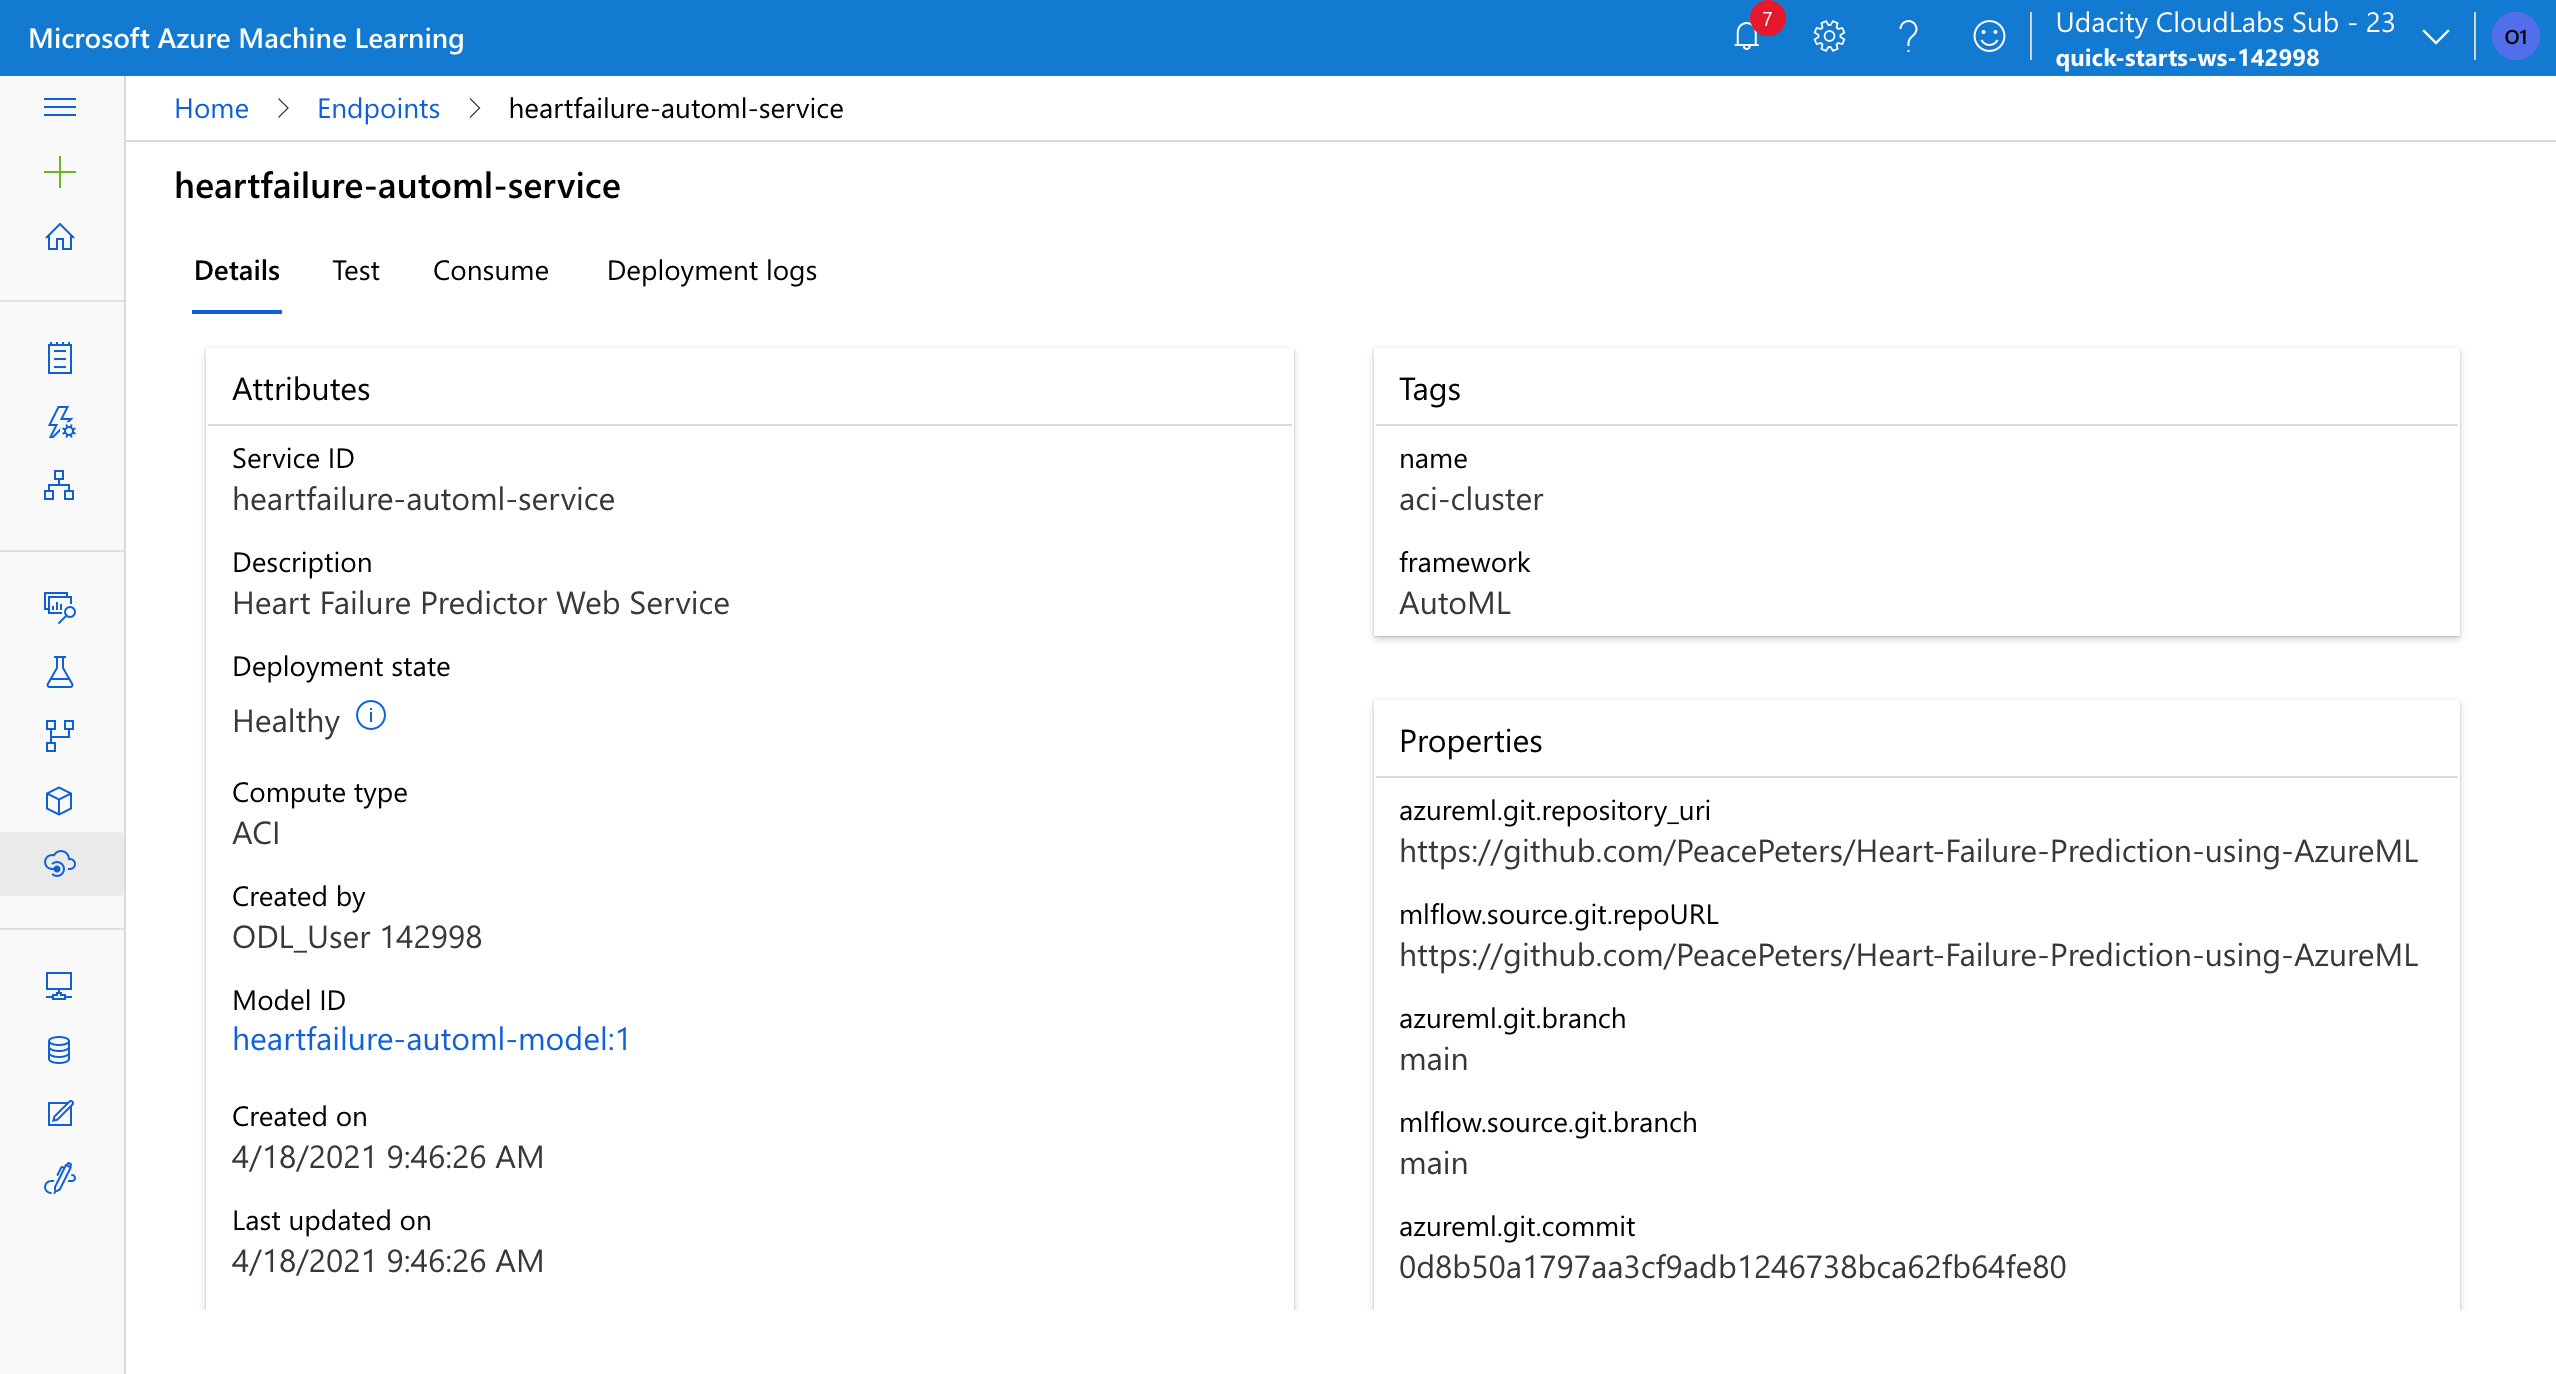 Microsoft Azure Machine Learning
7
Udacity CloudLabs Sub - 23
quick-starts-ws-142998
O1
Home > Endpoints > heartfailure-automl-service
heartfailure-automl-service
Details Test Consume Deployment logs
Attributes
Service ID
heartfailure-automl-service
Description
Heart Failure Predictor Web Service
Deployment state
Healthy
Compute type
ACI
Created by
ODL_User 142998
Model ID
heartfailure-automl-model:1
Created on
4/18/2021 9:46:26 AM
Last updated on
4/18/2021 9:46:26 AM
Tags
name
aci-cluster
framework
AutoML
Properties
azureml.git.repository_uri
https://github.com/PeacePeters/Heart-Failure-Prediction-using-AzureML
mlflow.source.git.repoURL
https://github.com/PeacePeters/Heart-Failure-Prediction-using-AzureML
azureml.git.branch
main
mlflow.source.git.branch
main
azureml.git.commit
0d8b50a1797aa3cf9adb1246738bca62fb64fe80